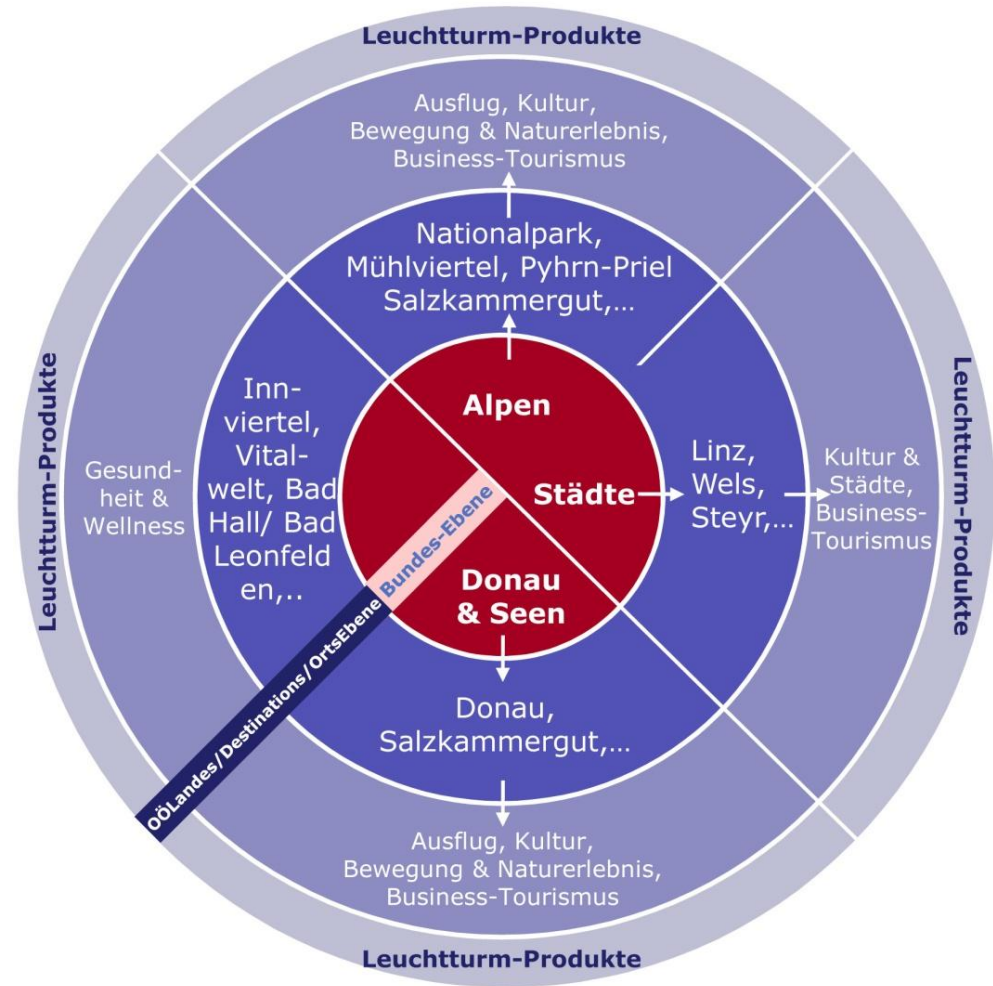 Leuchtturm-Produkte
Ausflug, Kultur,
Bewegung & Naturerlebnis,
Business-Tourismus
Nationalpark,
Mühlviertel, Pyhrn-Priel
Salzkammergut,…
Alpen
Leuchtturm-Produkte
Gesund-
heit &
Wellness
Inn-
viertel,
Vital-
welt, Bad
Hall/ Bad
Leonfeld
en,..
Städte
Linz,
Wels,
Steyr,…
Kultur &
Städte,
Business-
Tourismus
Leuchtturm-Produkte
Bundes-Ebene
OÖLandes/Destinations/OrtsEbene
Donau
& Seen
Donau,
Salzkammergut,…
Ausflug, Kultur,
Bewegung & Naturerlebnis,
Business-Tourismus
Leuchtturm-Produkte